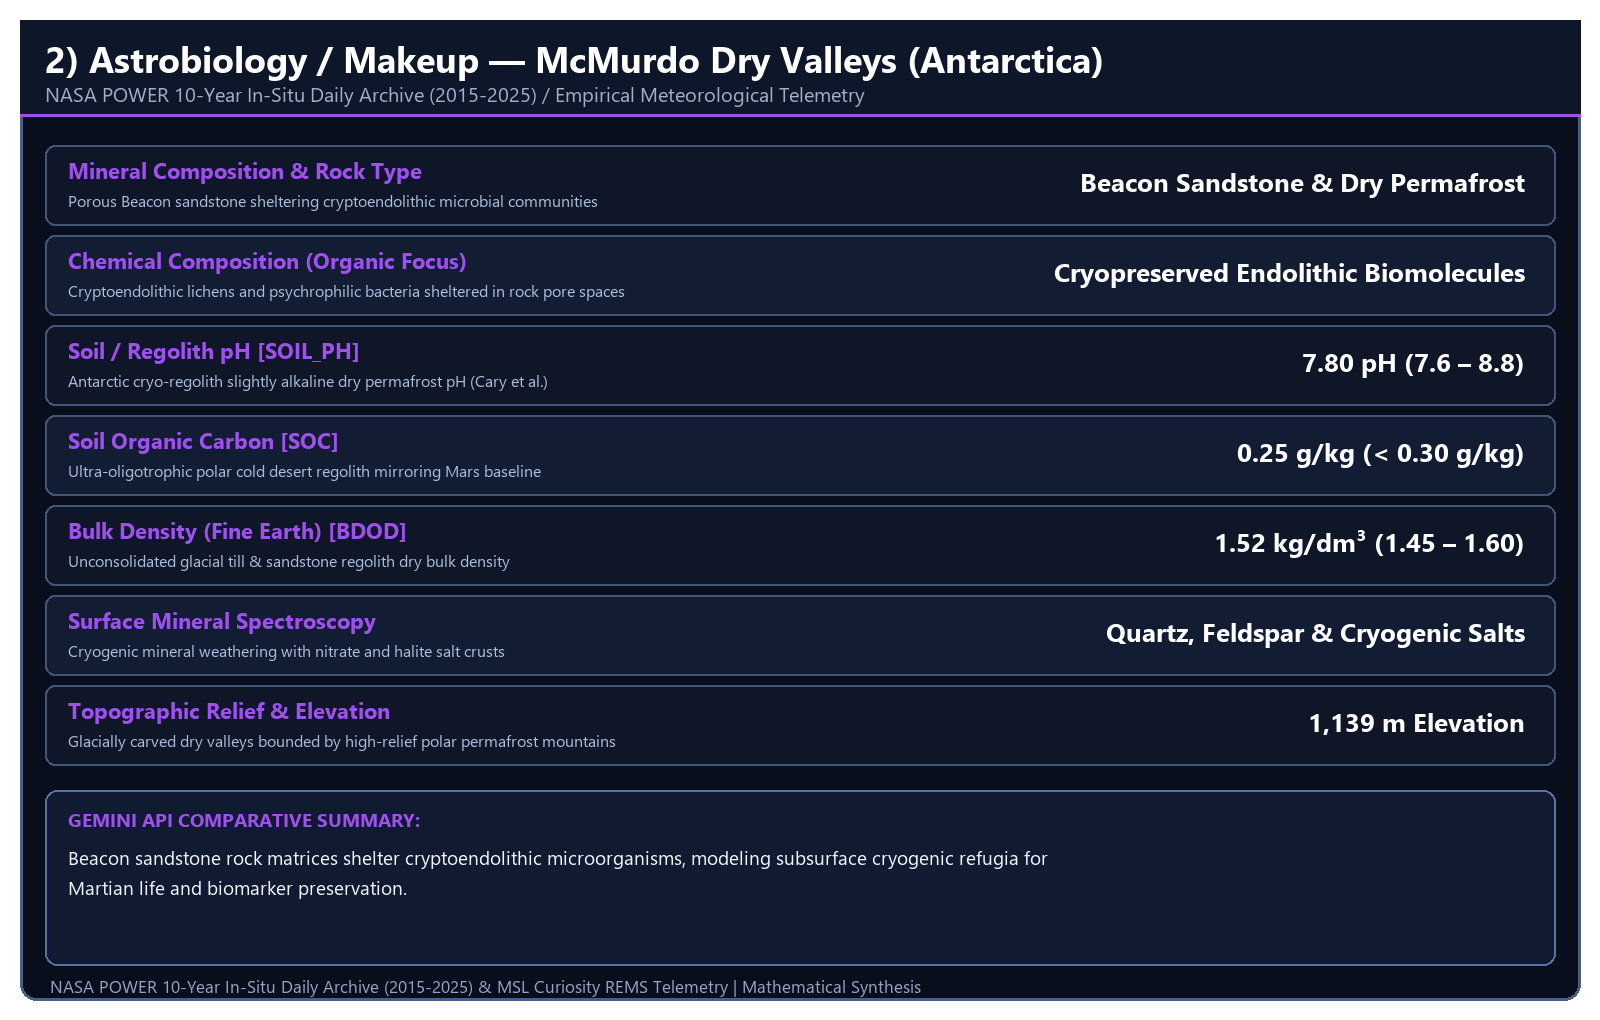 2) Astrobiology / Makeup — McMurdo Dry Valleys (Antarctica)
NASA POWER 10-Year In-Situ Daily Archive (2015-2025) / Empirical Meteorological Telemetry
Mineral Composition & Rock Type
Porous Beacon sandstone sheltering cryptoendolithic microbial communities
Beacon Sandstone & Dry Permafrost
Chemical Composition (Organic Focus)
Cryptoendolithic lichens and psychrophilic bacteria sheltered in rock pore spaces
Cryopreserved Endolithic Biomolecules
Soil / Regolith pH [SOIL_PH]
Antarctic cryo-regolith slightly alkaline dry permafrost pH (Cary et al.)
7.80 pH (7.6 – 8.8)
Soil Organic Carbon [SOC]
Ultra-oligotrophic polar cold desert regolith mirroring Mars baseline
0.25 g/kg (< 0.30 g/kg)
Bulk Density (Fine Earth) [BDOD]
Unconsolidated glacial till & sandstone regolith dry bulk density
1.52 kg/dm³ (1.45 – 1.60)
Surface Mineral Spectroscopy
Cryogenic mineral weathering with nitrate and halite salt crusts
Quartz, Feldspar & Cryogenic Salts
Topographic Relief & Elevation
Glacially carved dry valleys bounded by high-relief polar permafrost mountains
1,139 m Elevation
GEMINI API COMPARATIVE SUMMARY:
Beacon sandstone rock matrices shelter cryptoendolithic microorganisms, modeling subsurface cryogenic refugia for
Martian life and biomarker preservation.
NASA POWER 10-Year In-Situ Daily Archive (2015-2025) & MSL Curiosity REMS Telemetry | Mathematical Synthesis